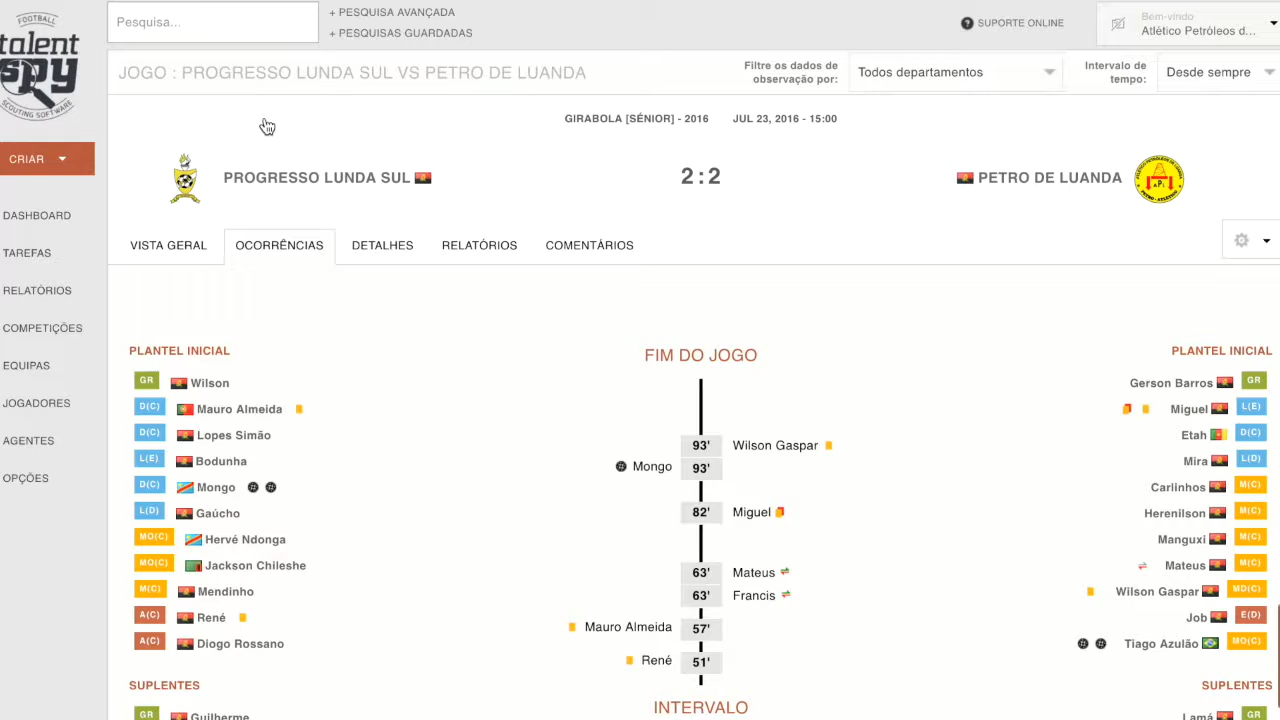 FOOTBALL
talent
spy
SCOUTING SOFTWARE
Pesquisa...
+ PESQUISA AVANÇADA
+ PESQUISAS GUARDADAS
? SUPORTE ONLINE
Bem-vindo
Atlético Petróleos d...
JOGO : PROGRESSO LUNDA SUL VS PETRO DE LUANDA
Filtre os dados de
observação por:
Todos departamentos
Intervalo de
tempo:
Desde sempre
GIRABOLA [SÉNIOR] - 2016 JUL 23, 2016 - 15:00
PROGRESSO LUNDA SUL
2 : 2
PETRO DE LUANDA
CRIAR
DASHBOARD
TAREFAS
RELATÓRIOS
COMPETIÇÕES
EQUIPAS
JOGADORES
AGENTES
OPÇÕES
VISTA GERAL OCORRÊNCIAS DETALHES RELATÓRIOS COMENTÁRIOS
PLANTEL INICIAL
GR Wilson
D(C) Mauro Almeida
D(C) Lopes Simão
L(E) Bodunha
D(C) Mongo
L(D) Gaúcho
MO(C) Hervé Ndonga
MO(C) Jackson Chileshe
M(C) Mendinho
A(C) René
A(C) Diogo Rossano
SUPLENTES
GR Guilherme
FIM DO JOGO
93' Wilson Gaspar
Mongo 93'
82' Miguel
63' Mateus
63' Francis
Mauro Almeida 57'
René 51'
INTERVALO
PLANTEL INICIAL
Gerson Barros GR
Miguel L(E)
Etah D(C)
Mira L(D)
Carlinhos M(C)
Herenilson M(C)
Manguxi M(C)
Mateus M(C)
Wilson Gaspar MD(C)
Job E(D)
Tiago Azulão MO(C)
SUPLENTES
Lamá GR